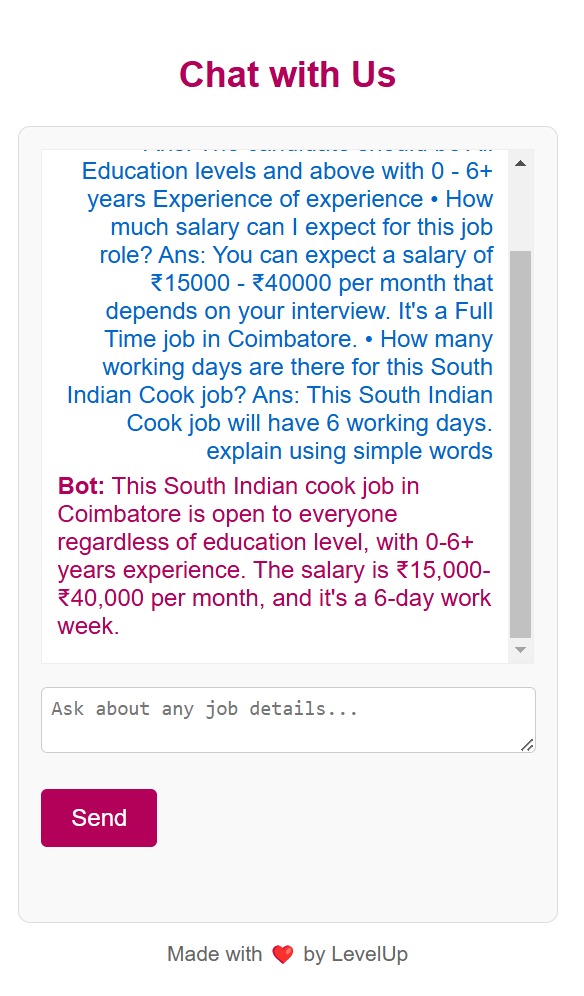 Chat with Us
Education levels and above with 0 - 6+
years Experience of experience • How
much salary can I expect for this job
role? Ans: You can expect a salary of
₹15000 - ₹40000 per month that
depends on your interview. It's a Full
Time job in Coimbatore. • How many
working days are there for this South
Indian Cook job? Ans: This South Indian
Cook job will have 6 working days.
explain using simple words
Bot: This South Indian cook job in
Coimbatore is open to everyone
regardless of education level, with 0-6+
years experience. The salary is ₹15,000-
₹40,000 per month, and it's a 6-day work
week.
Ask about any job details...
Send
Made with ❤️ by LevelUp